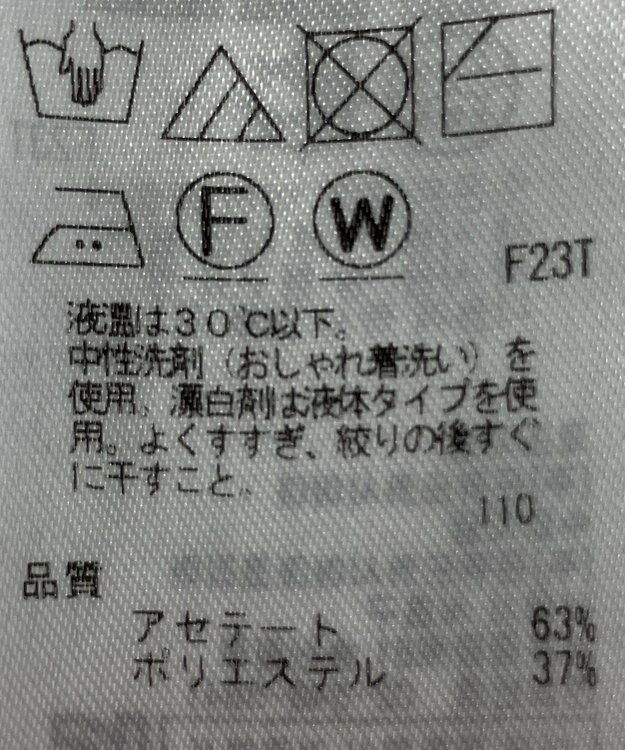 F
W
F23T
液温は30℃以下。
中性洗剤（おしゃれ着洗い）を
使用、漂白剤は液体タイプを使
用。よくすすぎ、絞りの後すぐ
に干すこと。
110
品質
アセテート 63%
ポリエステル 37%